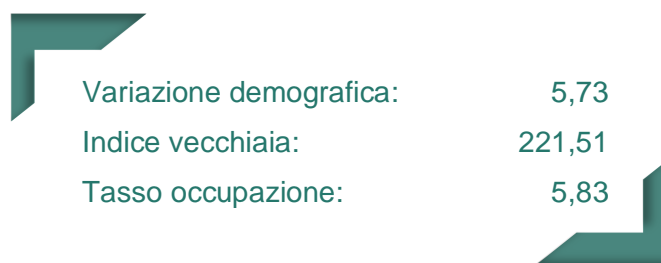 Variazione demografica: 5,73
Indice vecchiaia: 221,51
Tasso occupazione: 5,83